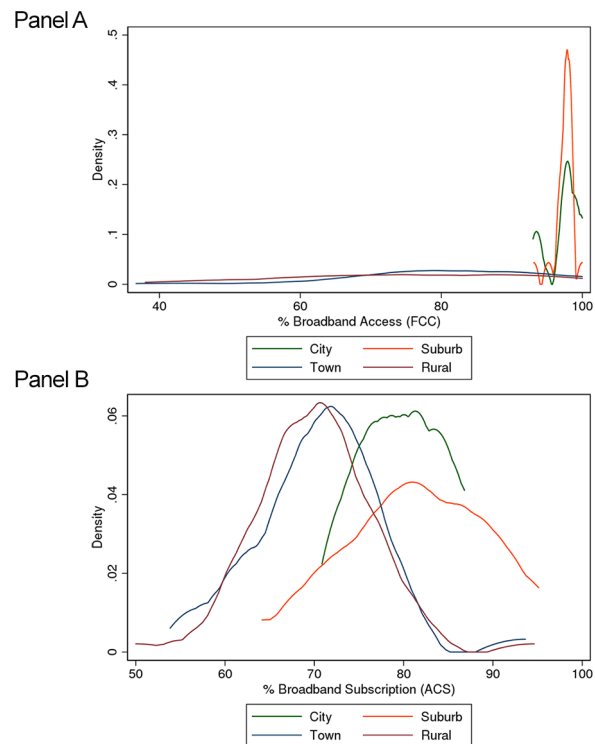 Panel A
.5
.4
.3
.2
.1
0
Density
40 60 80 100
% Broadband Access (FCC)
City Suburb
Town Rural
Panel B
.06
.04
.02
0
Density
50 60 70 80 90 100
% Broadband Subscription (ACS)
City Suburb
Town Rural